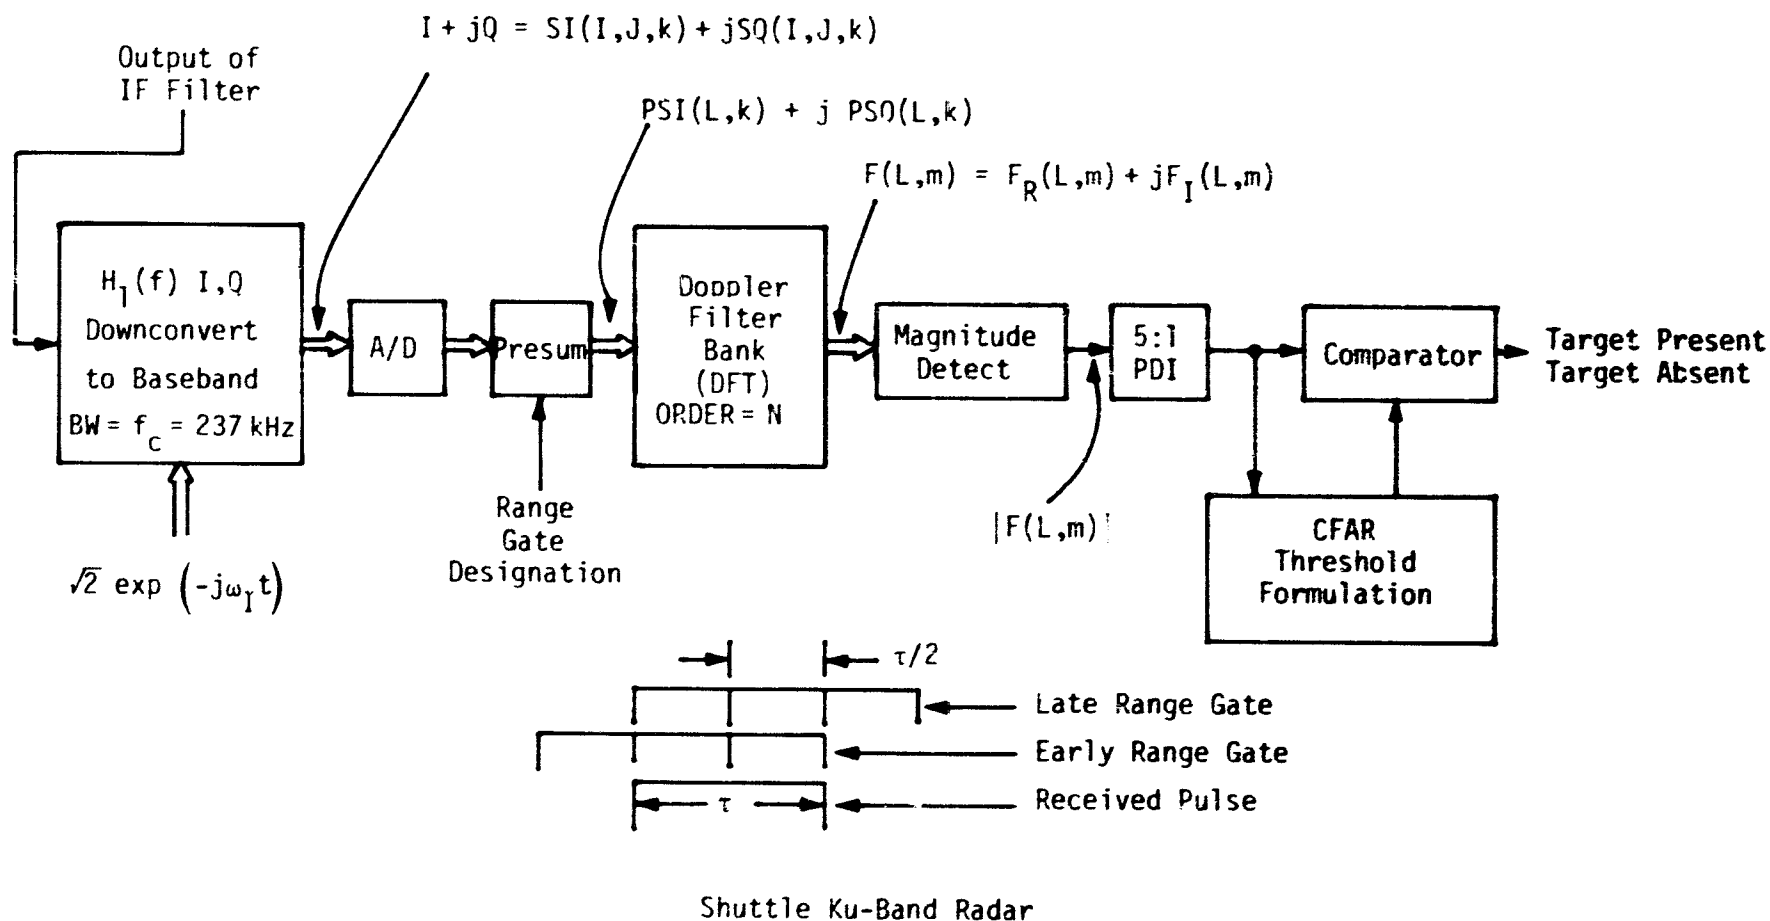 I + jQ = SI(I,J,k) + jSQ(I,J,k)
Output of
IF Filter
PSI(L,k) + j PSQ(L,k)
F(L,m) = F_R(L,m) + jF_I(L,m)
H_1(f) I,Q
Downconvert
to Baseband
BW = f_c = 237 kHz
A/D
Presum
Doppler
Filter
Bank
(DFT)
ORDER = N
Magnitude
Detect
5:1
PDI
Comparator
Target Present
Target Absent
√2 exp (-jω_I t)
Range
Gate
Designation
|F(L,m)|
CFAR
Threshold
Formulation
τ/2
Late Range Gate
Early Range Gate
τ
Received Pulse
Shuttle Ku-Band Radar